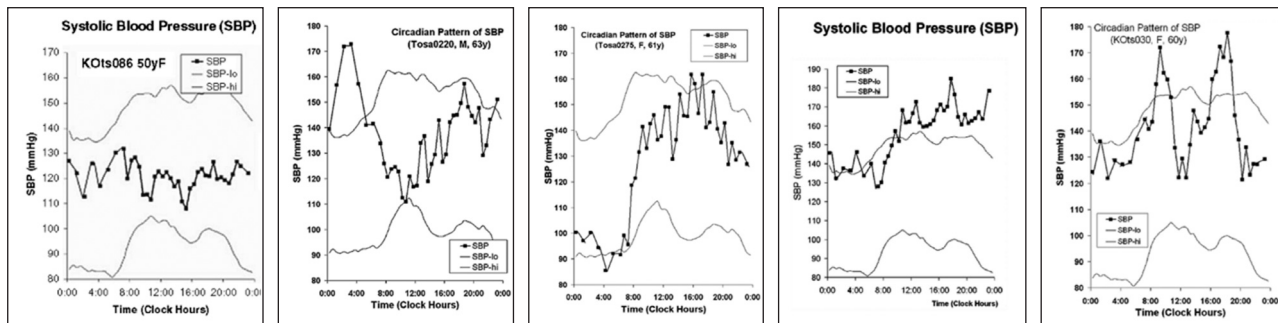 Systolic Blood Pressure (SBP)
KOts086 50yF
SBP
SBP-lo
SBP-hi
SBP (mmHg)
170
160
150
140
130
120
110
100
90
80
0:00 4:00 8:00 12:00 16:00 20:00 0:00
Time (Clock Hours)
Circadian Pattern of SBP
(Tosa0220, M, 63y)
SBP (mmHg)
180
170
160
150
140
130
120
110
100
90
80
SBP
SBP-lo
SBP-hi
0:00 4:00 8:00 12:00 16:00 20:00 0:00
Time (Clock Hours)
Circadian Pattern of SBP
(Tosa0275, F, 61y)
SBP
SBP-lo
SBP-hi
SBP (mmHg)
180
170
160
150
140
130
120
110
100
90
80
0:00 4:00 8:00 12:00 16:00 20:00 0:00
Time (Clock Hours)
Systolic Blood Pressure (SBP)
SBP
SBP-lo
SBP-hi
SBP (mmHg)
190
180
170
160
150
140
130
120
110
100
90
80
0:00 4:00 8:00 12:00 16:00 20:00 0:00
Time (Clock Hours)
Circadian Pattern of SBP
(KOts030, F, 60y)
SBP (mmHg)
180
170
160
150
140
130
120
110
100
90
80
SBP
SBP-lo
SBP-hi
0:00 4:00 8:00 12:00 16:00 20:00 0:00
Time (Clock Hours)